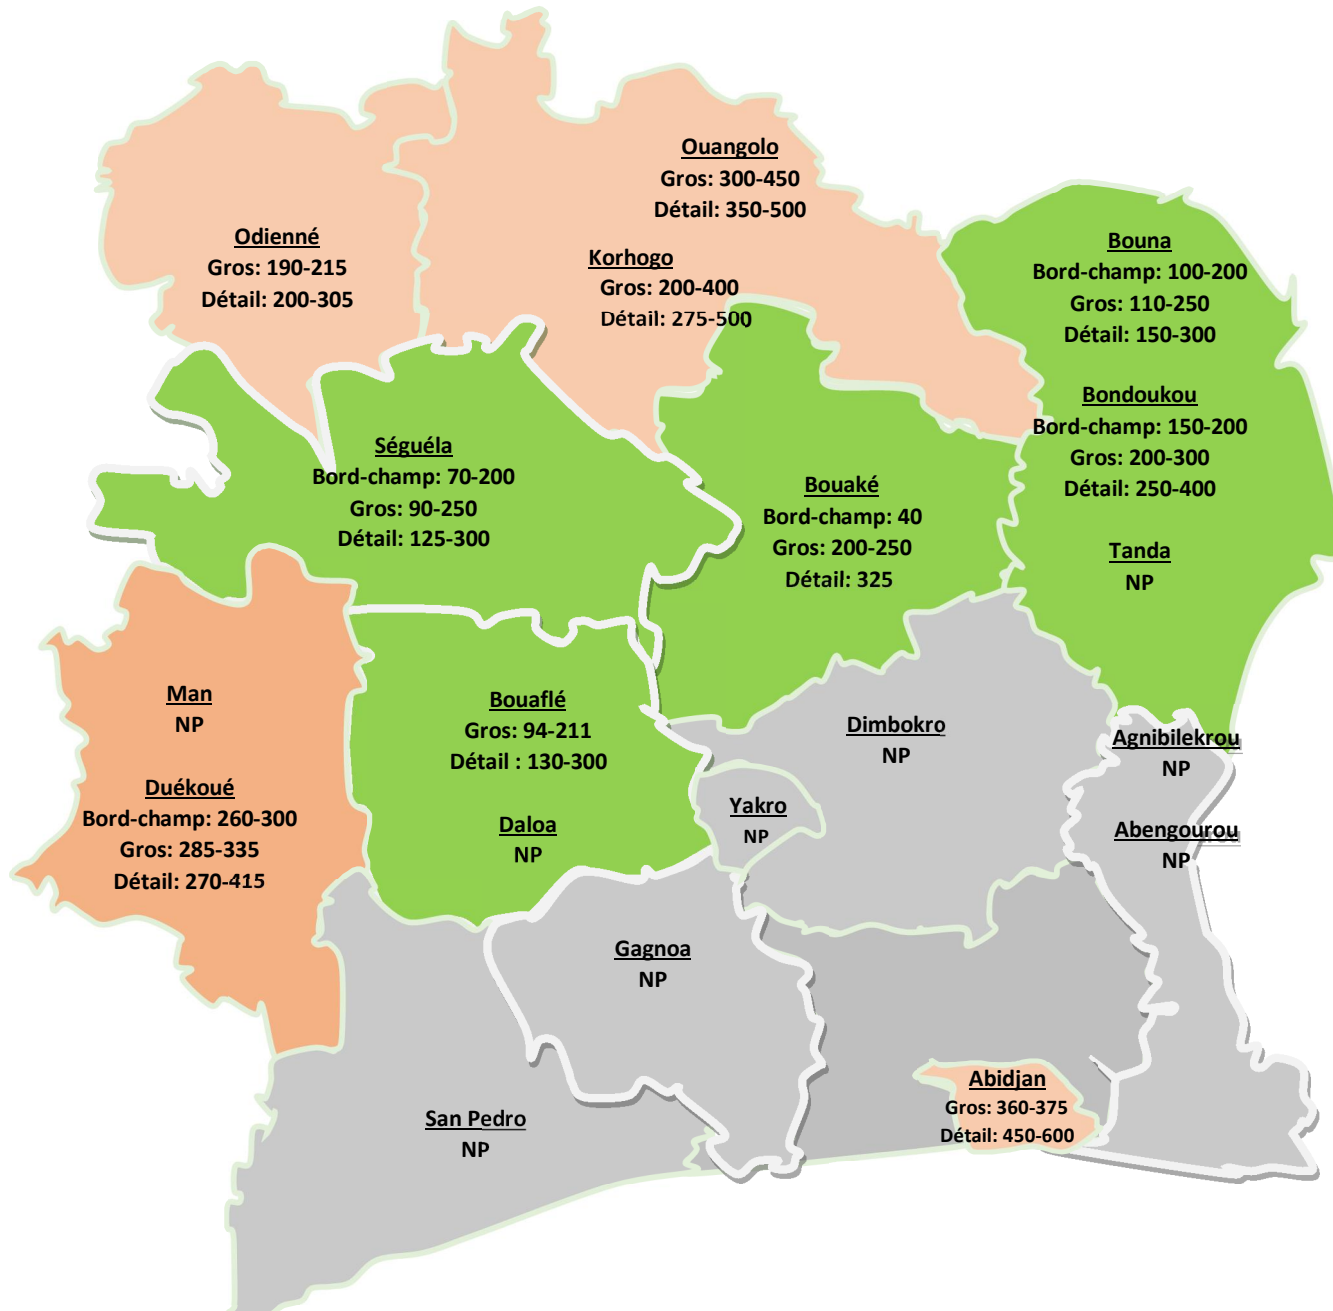 Ouangolo
Gros: 300-450
Détail: 350-500
Odienné
Gros: 190-215
Détail: 200-305
Korhogo
Gros: 200-400
Détail: 275-500
Bouna
Bord-champ: 100-200
Gros: 110-250
Détail: 150-300
Bondoukou
Bord-champ: 150-200
Gros: 200-300
Détail: 250-400
Tanda
NP
Séguéla
Bord-champ: 70-200
Gros: 90-250
Détail: 125-300
Bouaké
Bord-champ: 40
Gros: 200-250
Détail: 325
Man
NP
Duékoué
Bord-champ: 260-300
Gros: 285-335
Détail: 270-415
Bouaflé
Gros: 94-211
Détail : 130-300
Daloa
NP
Dimbokro
NP
Yakro
NP
Agnibilekrou
NP
Abengourou
NP
Gagnoa
NP
San Pedro
NP
Abidjan
Gros: 360-375
Détail: 450-600